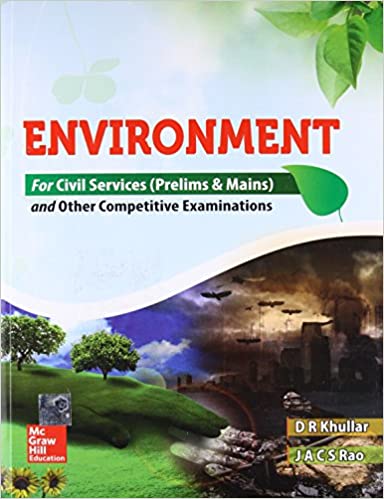 ENVIRONMENT
For Civil Services (Prelims & Mains)
and Other Competitive Examinations
D R Khullar
J A C S Rao
Mc
Graw
Hill
Education